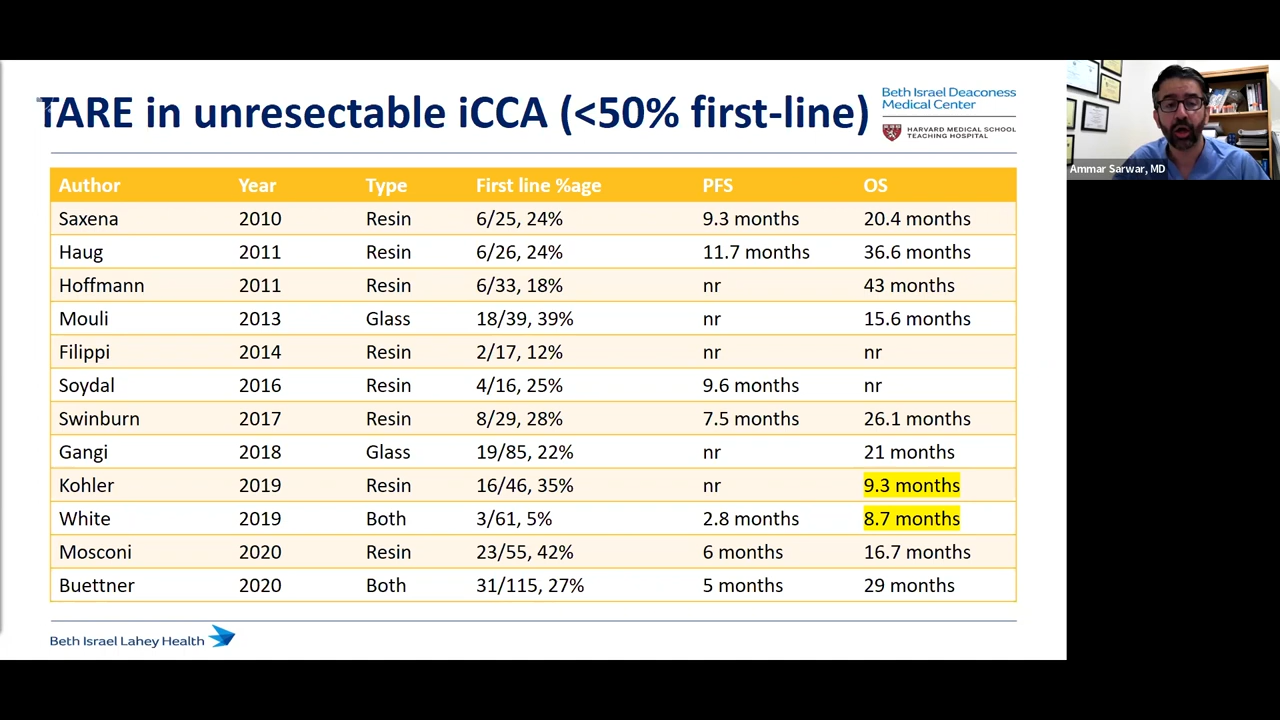 TARE in unresectable iCCA (<50% first-line)
Beth Israel Deaconess
Medical Center
HARVARD MEDICAL SCHOOL
TEACHING HOSPITAL
Ammar Sarwar, MD
Author Year Type First line %age PFS OS
Saxena 2010 Resin 6/25, 24% 9.3 months 20.4 months
Haug 2011 Resin 6/26, 24% 11.7 months 36.6 months
Hoffmann 2011 Resin 6/33, 18% nr 43 months
Mouli 2013 Glass 18/39, 39% nr 15.6 months
Filippi 2014 Resin 2/17, 12% nr nr
Soydal 2016 Resin 4/16, 25% 9.6 months nr
Swinburn 2017 Resin 8/29, 28% 7.5 months 26.1 months
Gangi 2018 Glass 19/85, 22% nr 21 months
Kohler 2019 Resin 16/46, 35% nr 9.3 months
White 2019 Both 3/61, 5% 2.8 months 8.7 months
Mosconi 2020 Resin 23/55, 42% 6 months 16.7 months
Buettner 2020 Both 31/115, 27% 5 months 29 months
Beth Israel Lahey Health